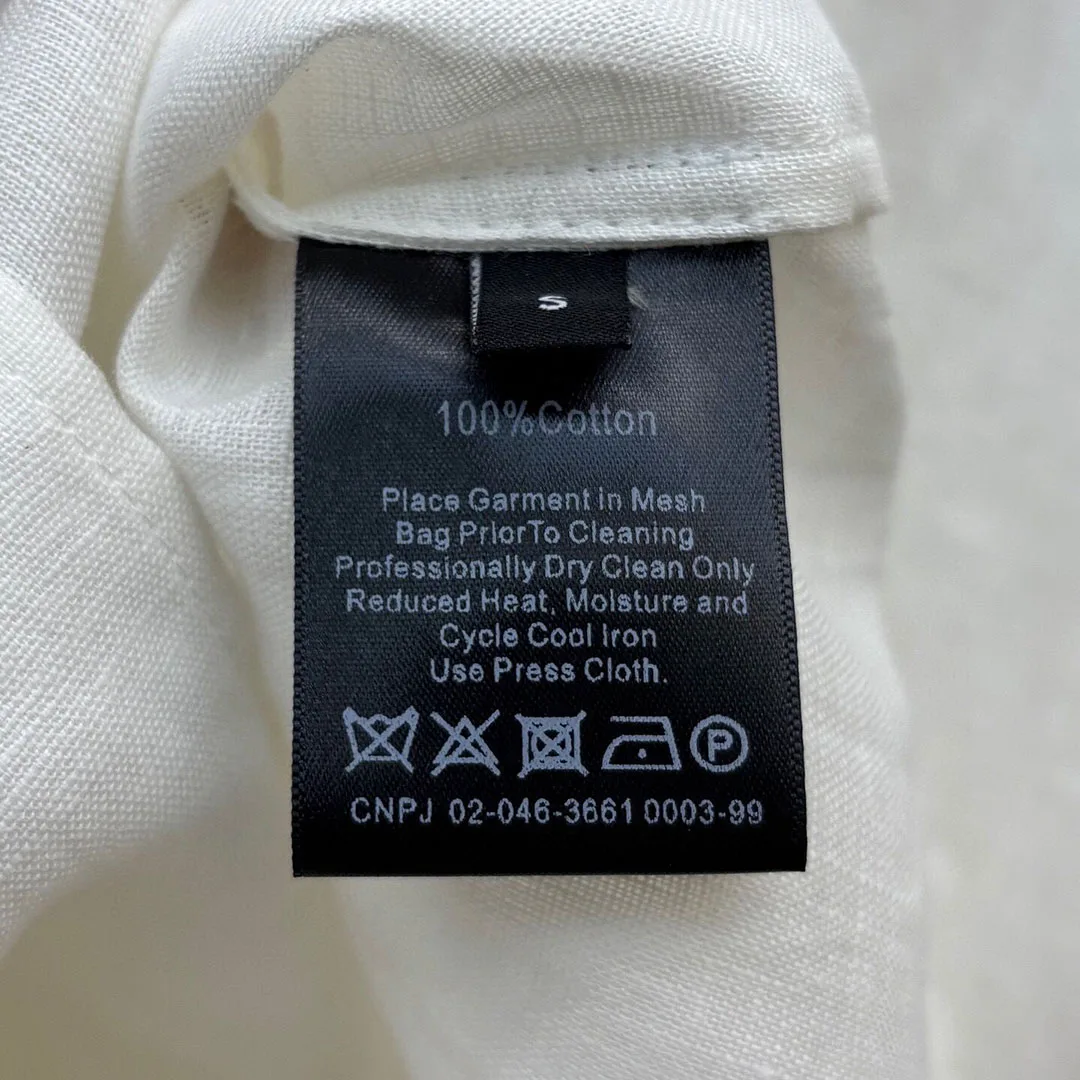 S
100%Cotton
Place Garment In Mesh
Bag PriorTo Cleaning
Professionally Dry Clean Only
Reduced Heat, Moisture and
Cycle Cool Iron
Use Press Cloth.
P
CNPJ 02-046-3661 0003-99